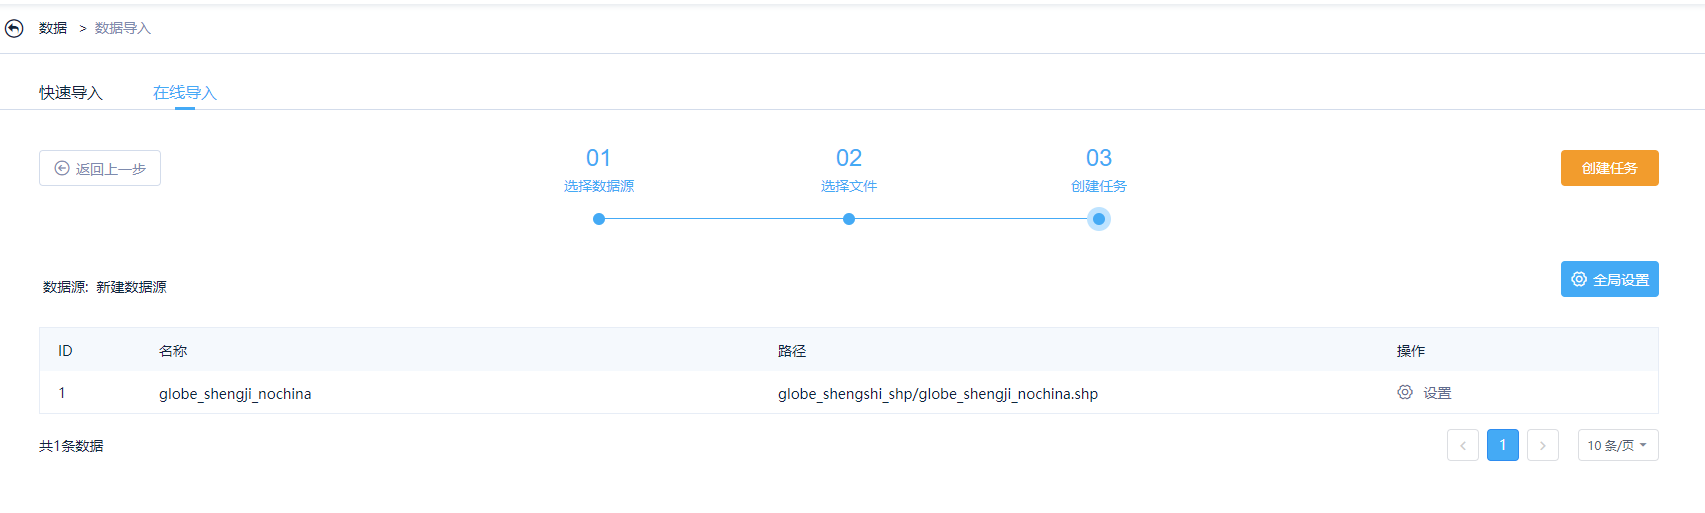 数据 > 数据导入
快速导入 在线导入
返回上一步
01 02 03
选择数据源 选择文件 创建任务
创建任务
数据源: 新建数据源
全局设置
ID 名称 路径 操作
1 globe_shengji_nochina globe_shengshi_shp/globe_shengji_nochina.shp 设置
共1条数据
< 1 > 10 条/页